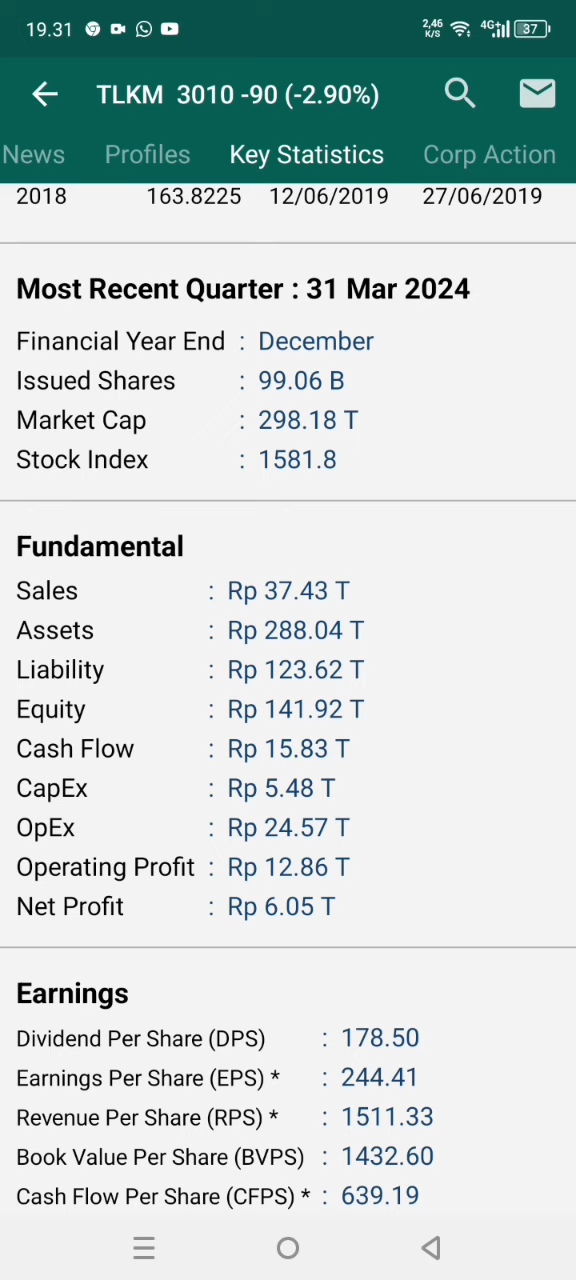 19.31
2,46 K/S 4G+ 37
TLKM 3010 -90 (-2.90%)
News Profiles Key Statistics Corp Action
2018 163.8225 12/06/2019 27/06/2019
Most Recent Quarter : 31 Mar 2024
Financial Year End : December
Issued Shares : 99.06 B
Market Cap : 298.18 T
Stock Index : 1581.8
Fundamental
Sales : Rp 37.43 T
Assets : Rp 288.04 T
Liability : Rp 123.62 T
Equity : Rp 141.92 T
Cash Flow : Rp 15.83 T
CapEx : Rp 5.48 T
OpEx : Rp 24.57 T
Operating Profit : Rp 12.86 T
Net Profit : Rp 6.05 T
Earnings
Dividend Per Share (DPS) : 178.50
Earnings Per Share (EPS) * : 244.41
Revenue Per Share (RPS) * : 1511.33
Book Value Per Share (BVPS) : 1432.60
Cash Flow Per Share (CFPS) * : 639.19